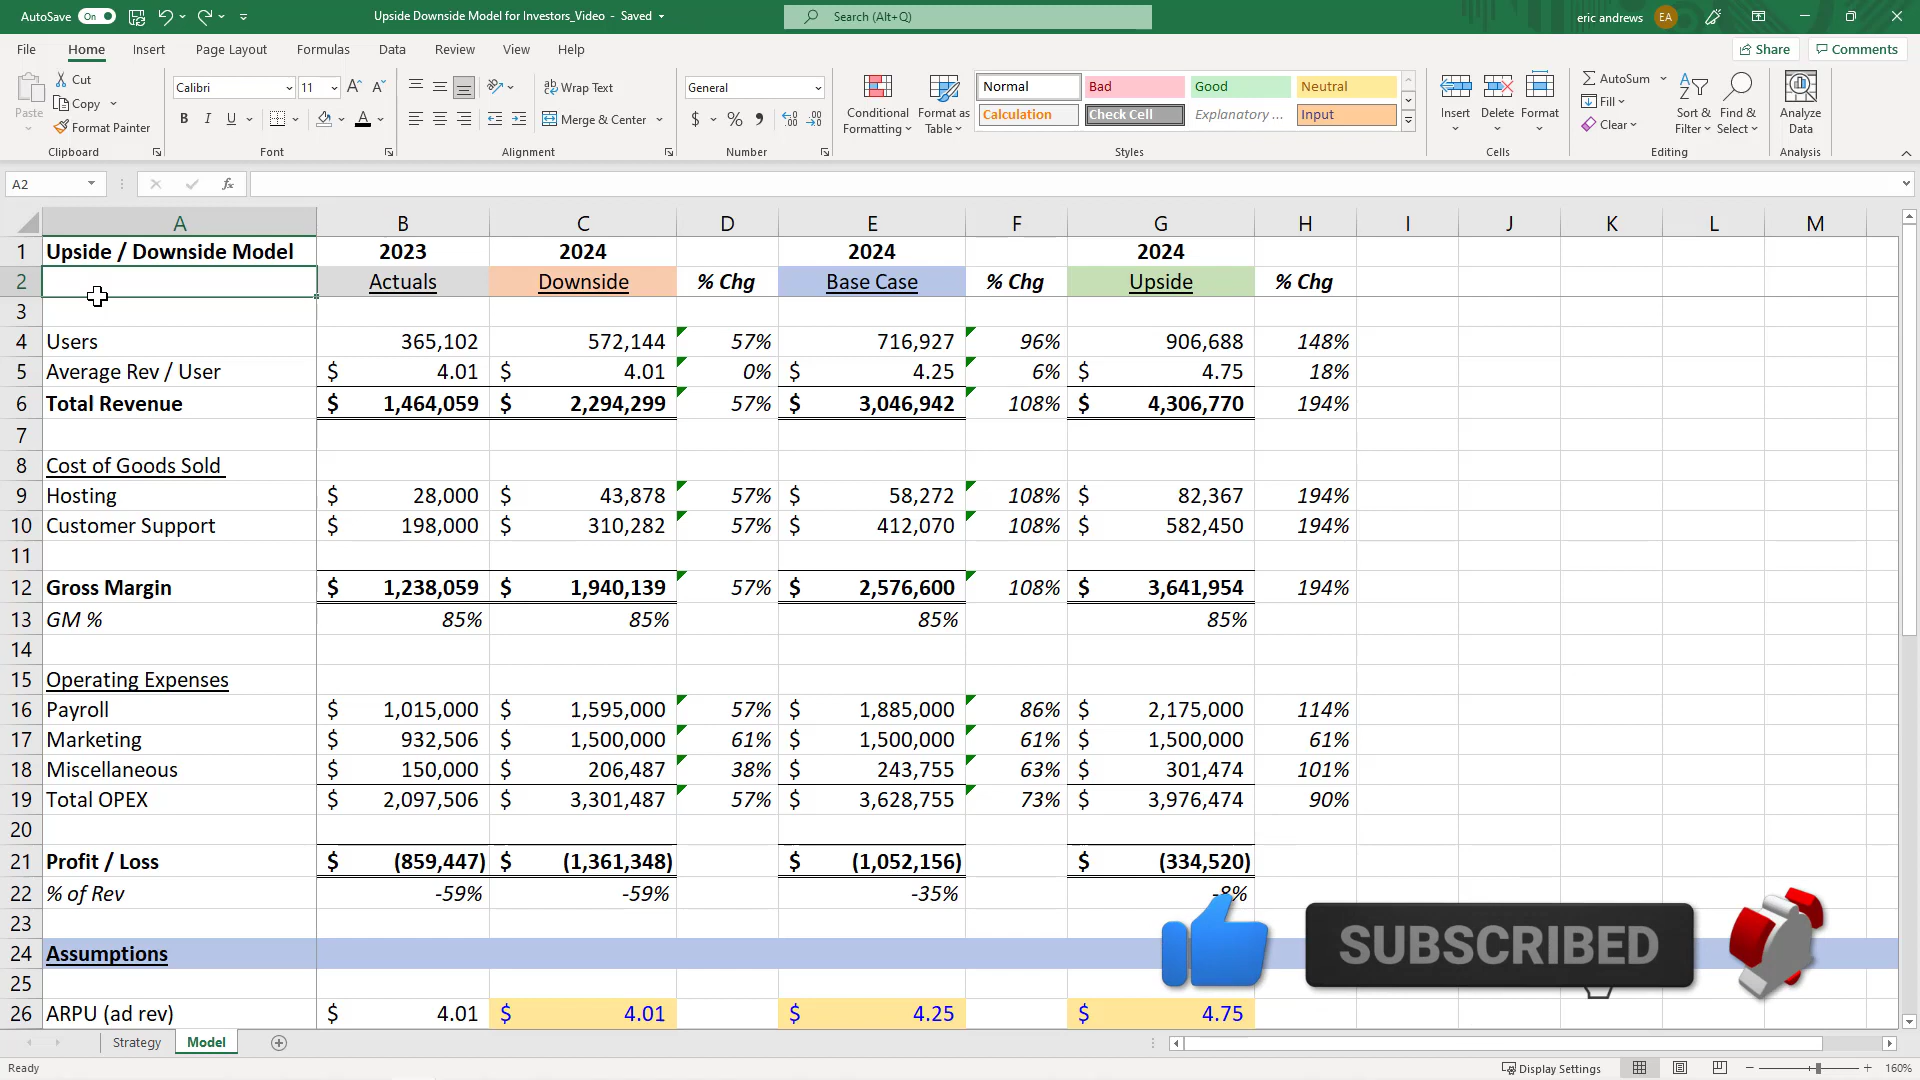 AutoSave On Upside Downside Model for Investors_Video - Saved Search (Alt+Q) eric andrews EA
File Home Insert Page Layout Formulas Data Review View Help Share Comments
Paste Cut Copy Format Painter Clipboard
Calibri 11 A A B I U A Font
Wrap Text Merge & Center Alignment
General $ % Number
Conditional Formatting Format as Table
Normal Bad Good Neutral
Calculation Check Cell Explanatory ... Input
Styles
Insert Delete Format Cells
AutoSum Fill Clear Sort & Filter Find & Select Editing
Analyze Data Analysis
A2 fx
A B C D E F G H I J K L M
1 Upside / Downside Model 2023 2024 2024 2024
2 Actuals Downside % Chg Base Case % Chg Upside % Chg
3
4 Users 365,102 572,144 57% 716,927 96% 906,688 148%
5 Average Rev / User $ 4.01 $ 4.01 0% $ 4.25 6% $ 4.75 18%
6 Total Revenue $ 1,464,059 $ 2,294,299 57% $ 3,046,942 108% $ 4,306,770 194%
7
8 Cost of Goods Sold
9 Hosting $ 28,000 $ 43,878 57% $ 58,272 108% $ 82,367 194%
10 Customer Support $ 198,000 $ 310,282 57% $ 412,070 108% $ 582,450 194%
11
12 Gross Margin $ 1,238,059 $ 1,940,139 57% $ 2,576,600 108% $ 3,641,954 194%
13 GM % 85% 85% 85% 85%
14
15 Operating Expenses
16 Payroll $ 1,015,000 $ 1,595,000 57% $ 1,885,000 86% $ 2,175,000 114%
17 Marketing $ 932,506 $ 1,500,000 61% $ 1,500,000 61% $ 1,500,000 61%
18 Miscellaneous $ 150,000 $ 206,487 38% $ 243,755 63% $ 301,474 101%
19 Total OPEX $ 2,097,506 $ 3,301,487 57% $ 3,628,755 73% $ 3,976,474 90%
20
21 Profit / Loss $ (859,447) $ (1,361,348) $ (1,052,156) $ (334,520)
22 % of Rev -59% -59% -35% -8%
23
24 Assumptions
SUBSCRIBED
25
26 ARPU (ad rev) $ 4.01 $ 4.01 $ 4.25 $ 4.75
Strategy Model
Ready Display Settings 160%